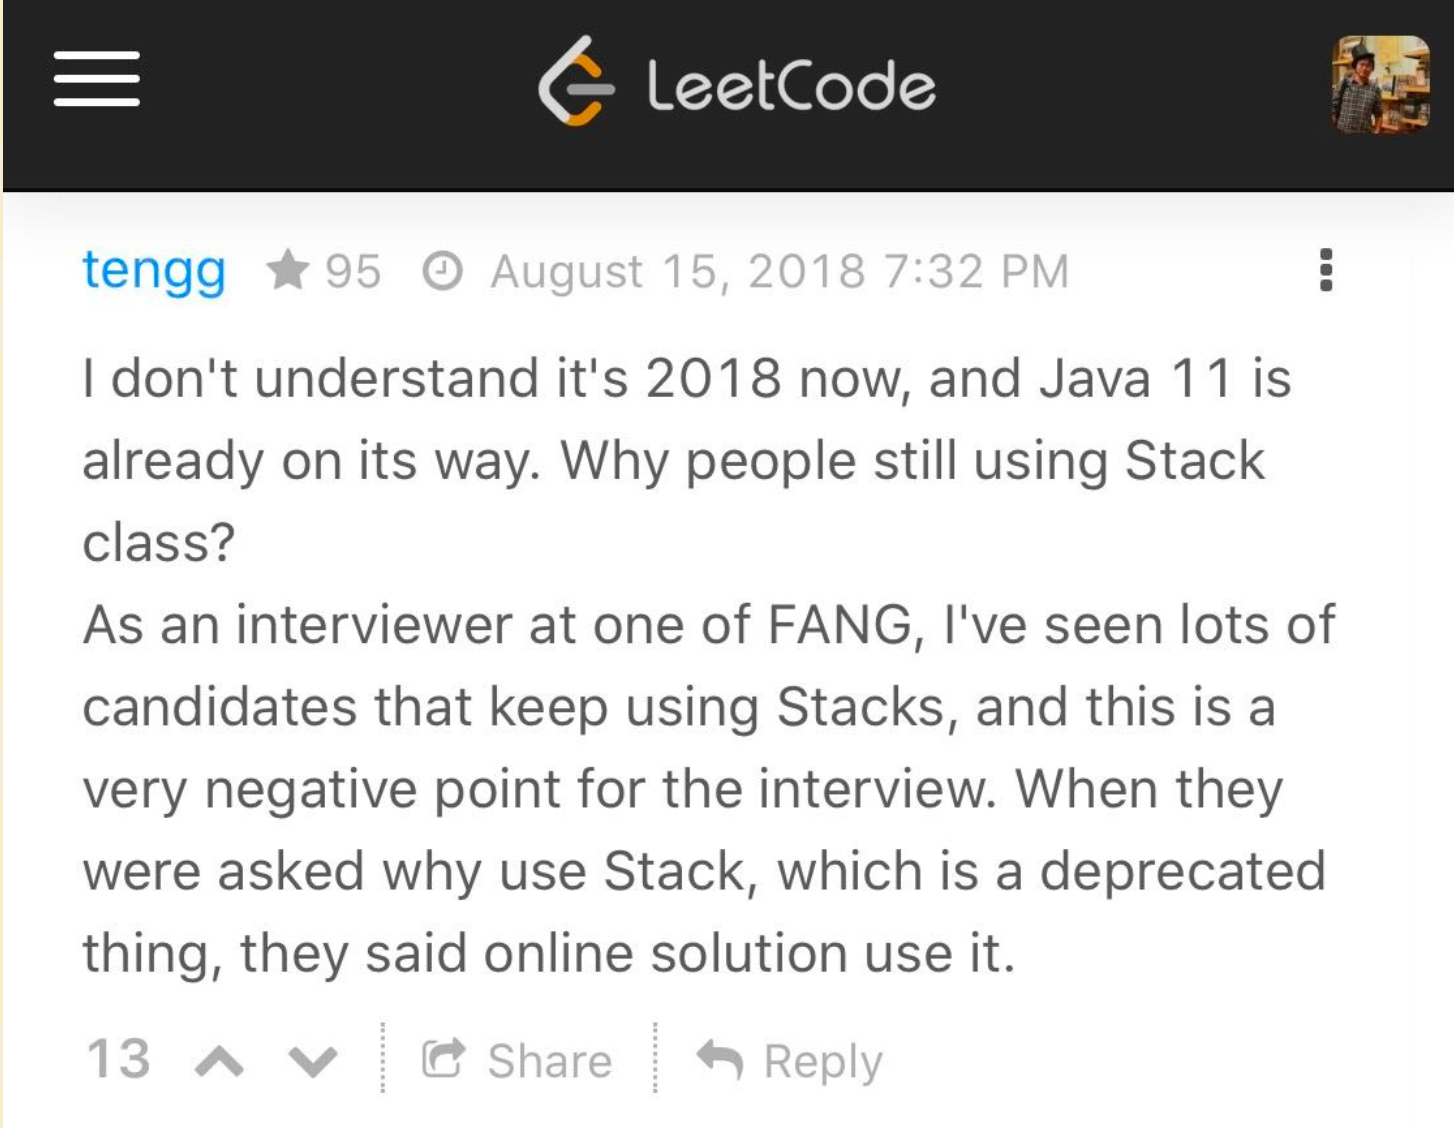 LeetCode
tengg 95 August 15, 2018 7:32 PM
I don't understand it's 2018 now, and Java 11 is
already on its way. Why people still using Stack
class?
As an interviewer at one of FANG, I've seen lots of
candidates that keep using Stacks, and this is a
very negative point for the interview. When they
were asked why use Stack, which is a deprecated
thing, they said online solution use it.
13 Share Reply